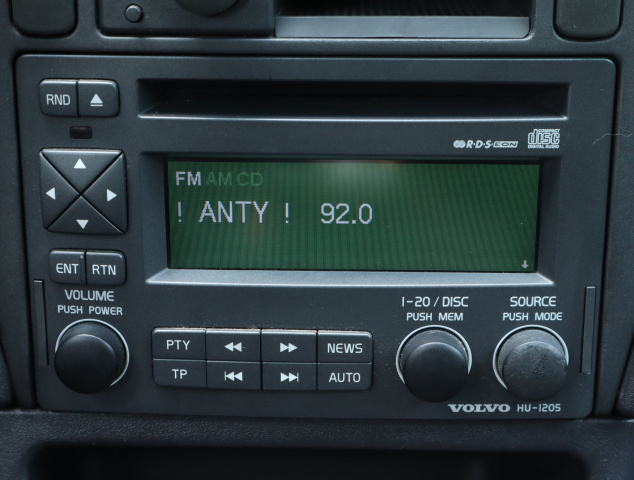 RND
R·D·S EON
COMPACT
disc
DIGITAL AUDIO
FM AM CD
! ANTY ! 92.0
ENT RTN
VOLUME
PUSH POWER
1-20 / DISC
PUSH MEM
SOURCE
PUSH MODE
PTY
NEWS
TP
AUTO
VOLVO HU-1205